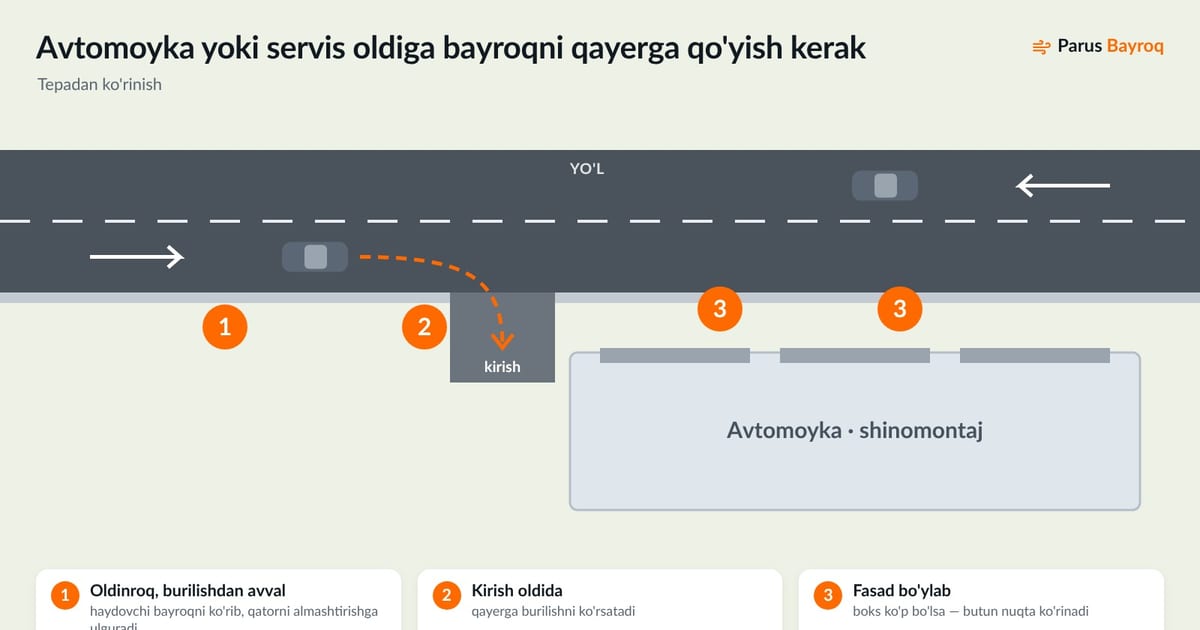 Avtomoyka yoki servis oldiga bayroqni qayerga qo'yish kerak
Parus Bayroq
Tepadan ko'rinish
YO'L
1
2
3
3
kirish
Avtomoyka · shinomontaj
1
Oldinroq, burilishdan avval
haydovchi bayroqni ko'rib, qatorni almashtirishga
ulguradi
2
Kirish oldida
qayerga burilishni ko'rsatadi
3
Fasad bo'ylab
boks ko'p bo'lsa — butun nuqta ko'rinadi